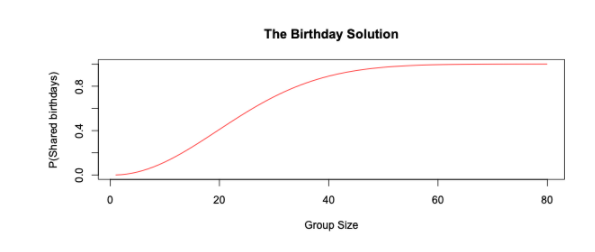 The Birthday Solution
P(Shared birthdays)
0.8
0.4
0.0
0 20 40 60 80
Group Size